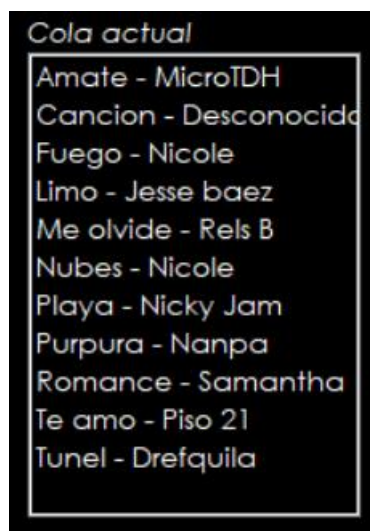 Cola actual
Amate - MicroTDH
Cancion - Desconocido
Fuego - Nicole
Limo - Jesse baez
Me olvide - Rels B
Nubes - Nicole
Playa - Nicky Jam
Purpura - Nanpa
Romance - Samantha
Te amo - Piso 21
Tunel - Drefquila